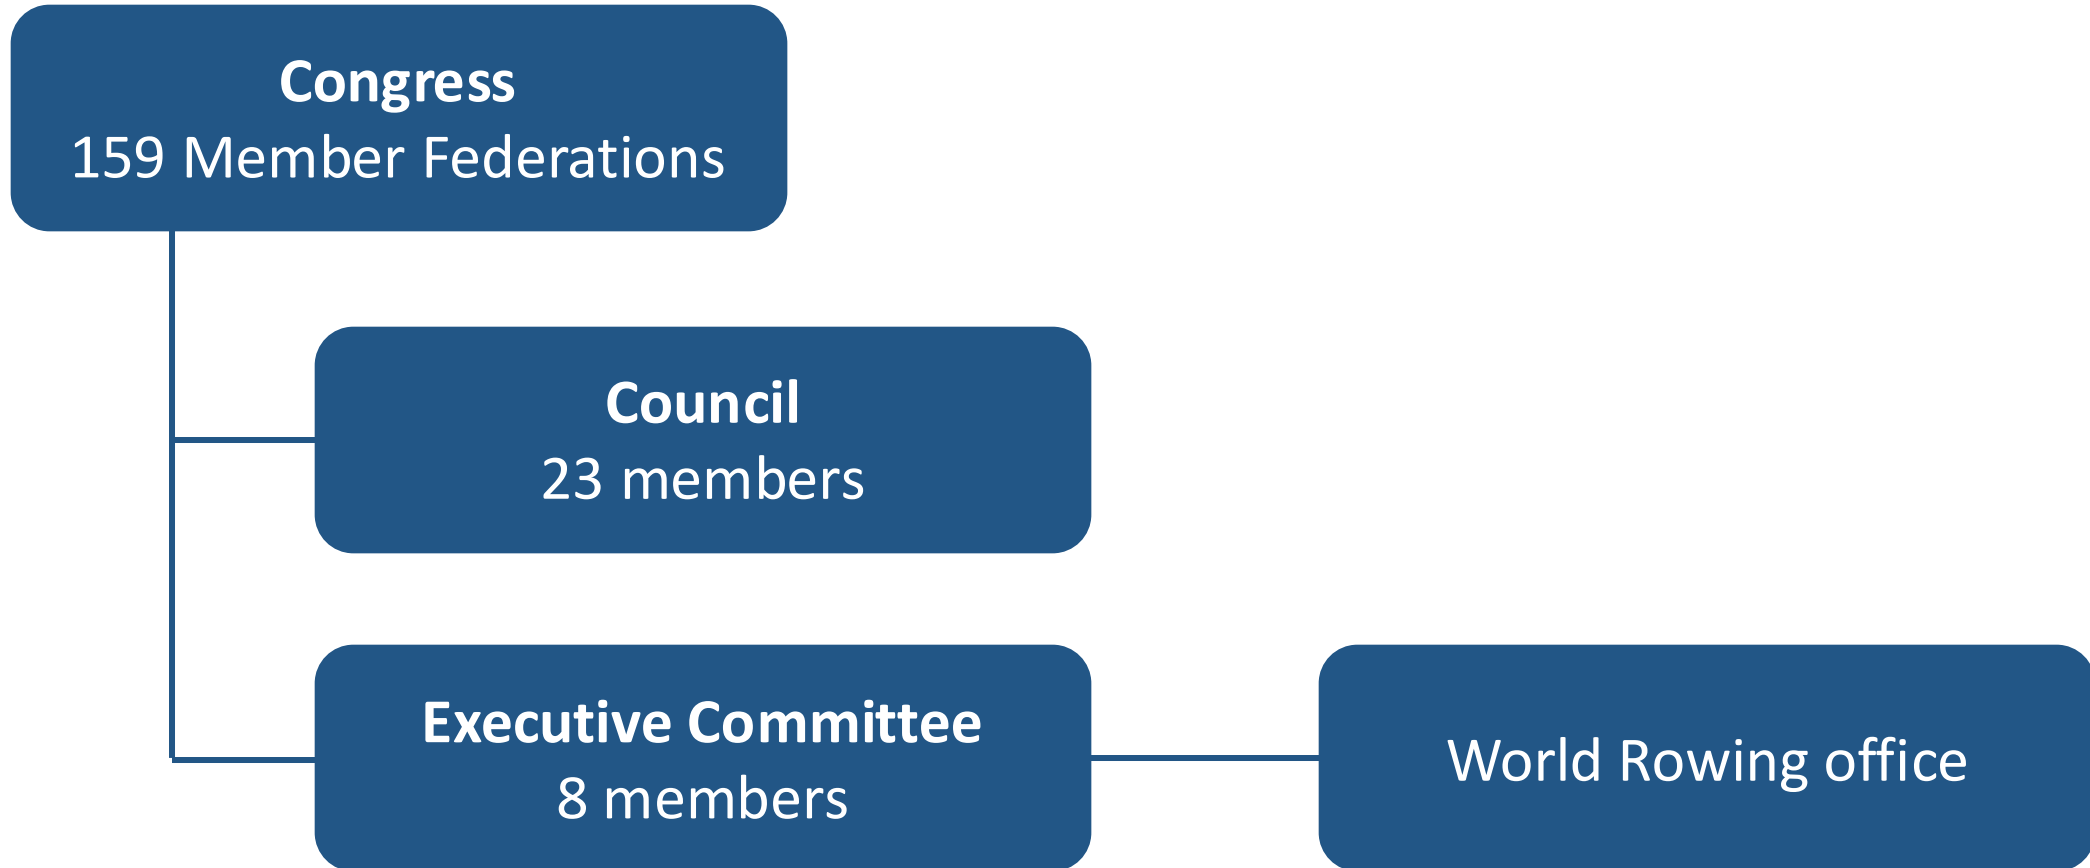 Congress
159 Member Federations
Council
23 members
Executive Committee
8 members
World Rowing office